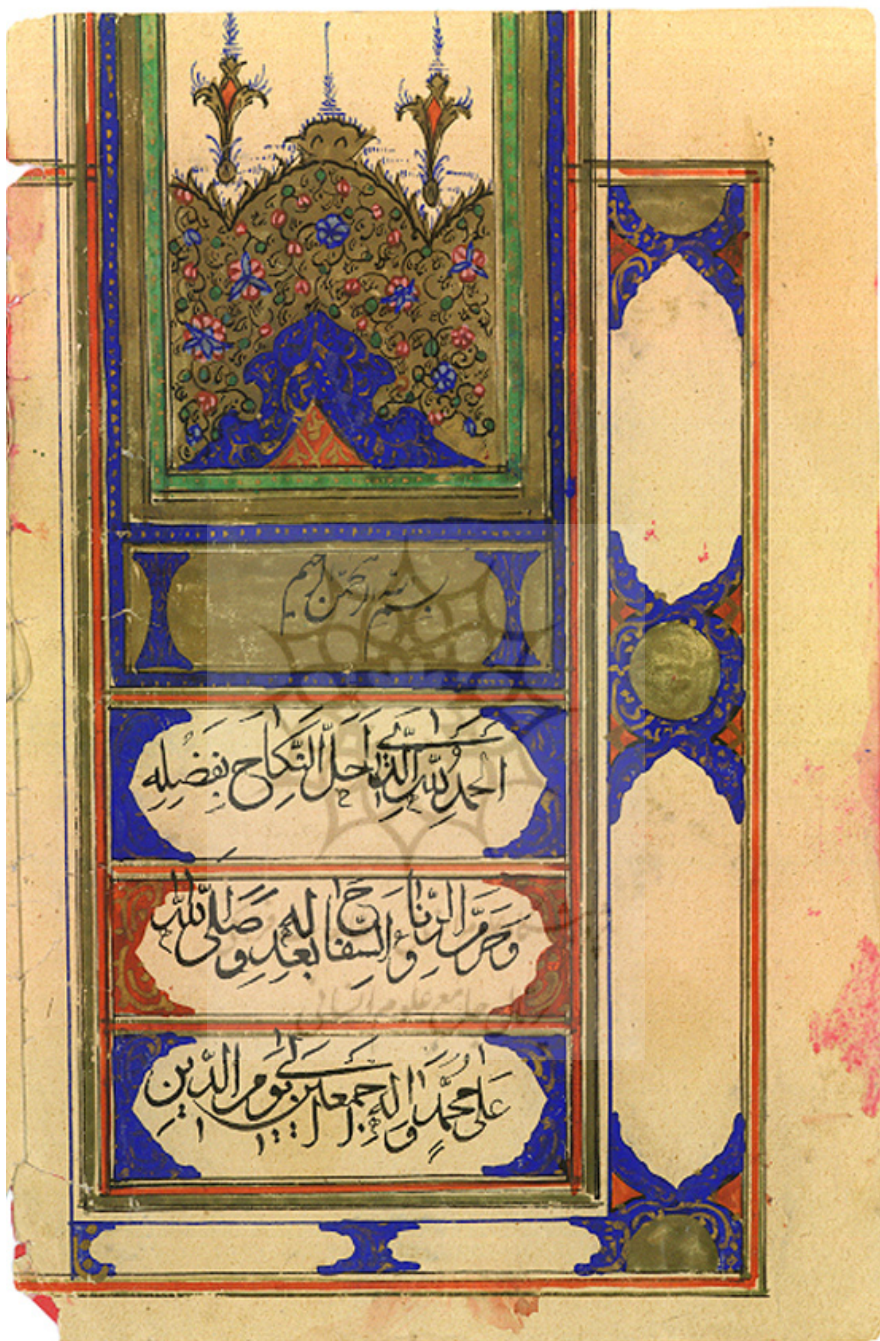 بسم الله الرحمن الرحیم
الحمد لله الذی احل النکاح بفضله
وحرم الزنا و السفاح بعدله وصلی الله
علی محمد واله اجمعین الی یوم الدین